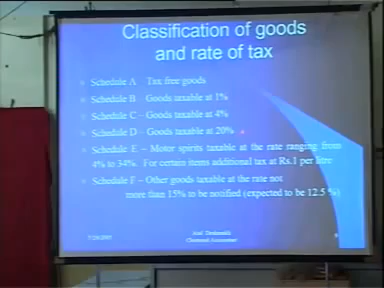 Classification of goods
and rate of tax
Schedule A Tax free goods
Schedule B Goods taxable at 1%
Schedule C – Goods taxable at 4%
Schedule D – Goods taxable at 20%
Schedule E – Motor spirits taxable at the rate ranging from
4% to 34%. For certain items additional tax at Rs.1 per litre
Schedule F – Other goods taxable at the rate not
more than 15% to be notified (expected to be 12.5 %)
Chartered Accountant